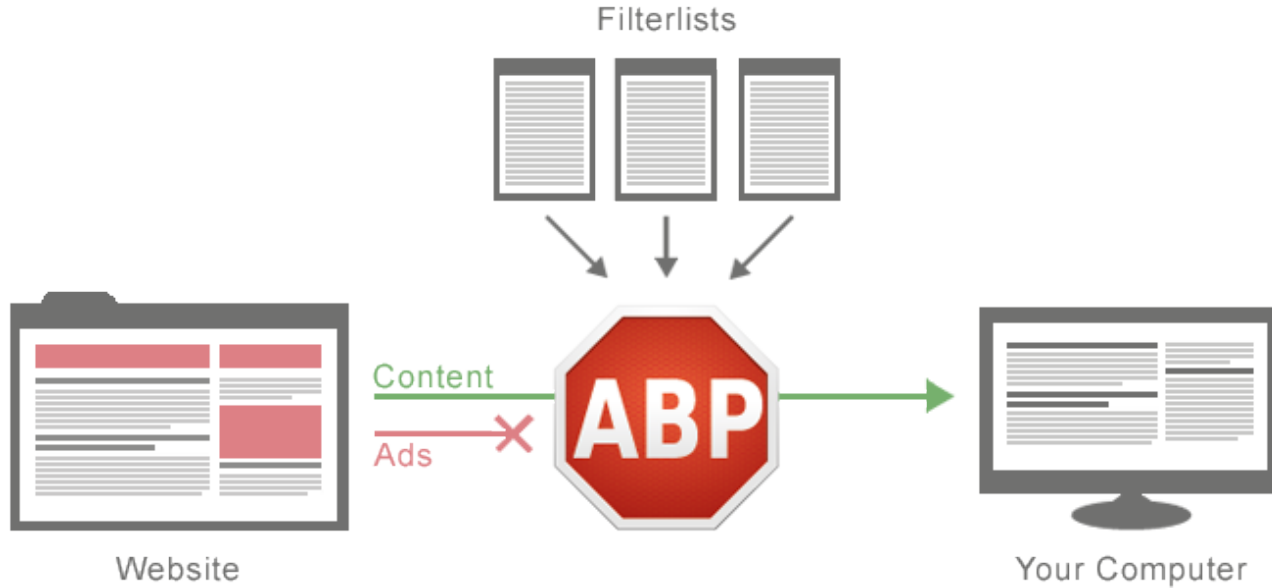 Filterlists
Content
Ads
ABP
Website
Your Computer